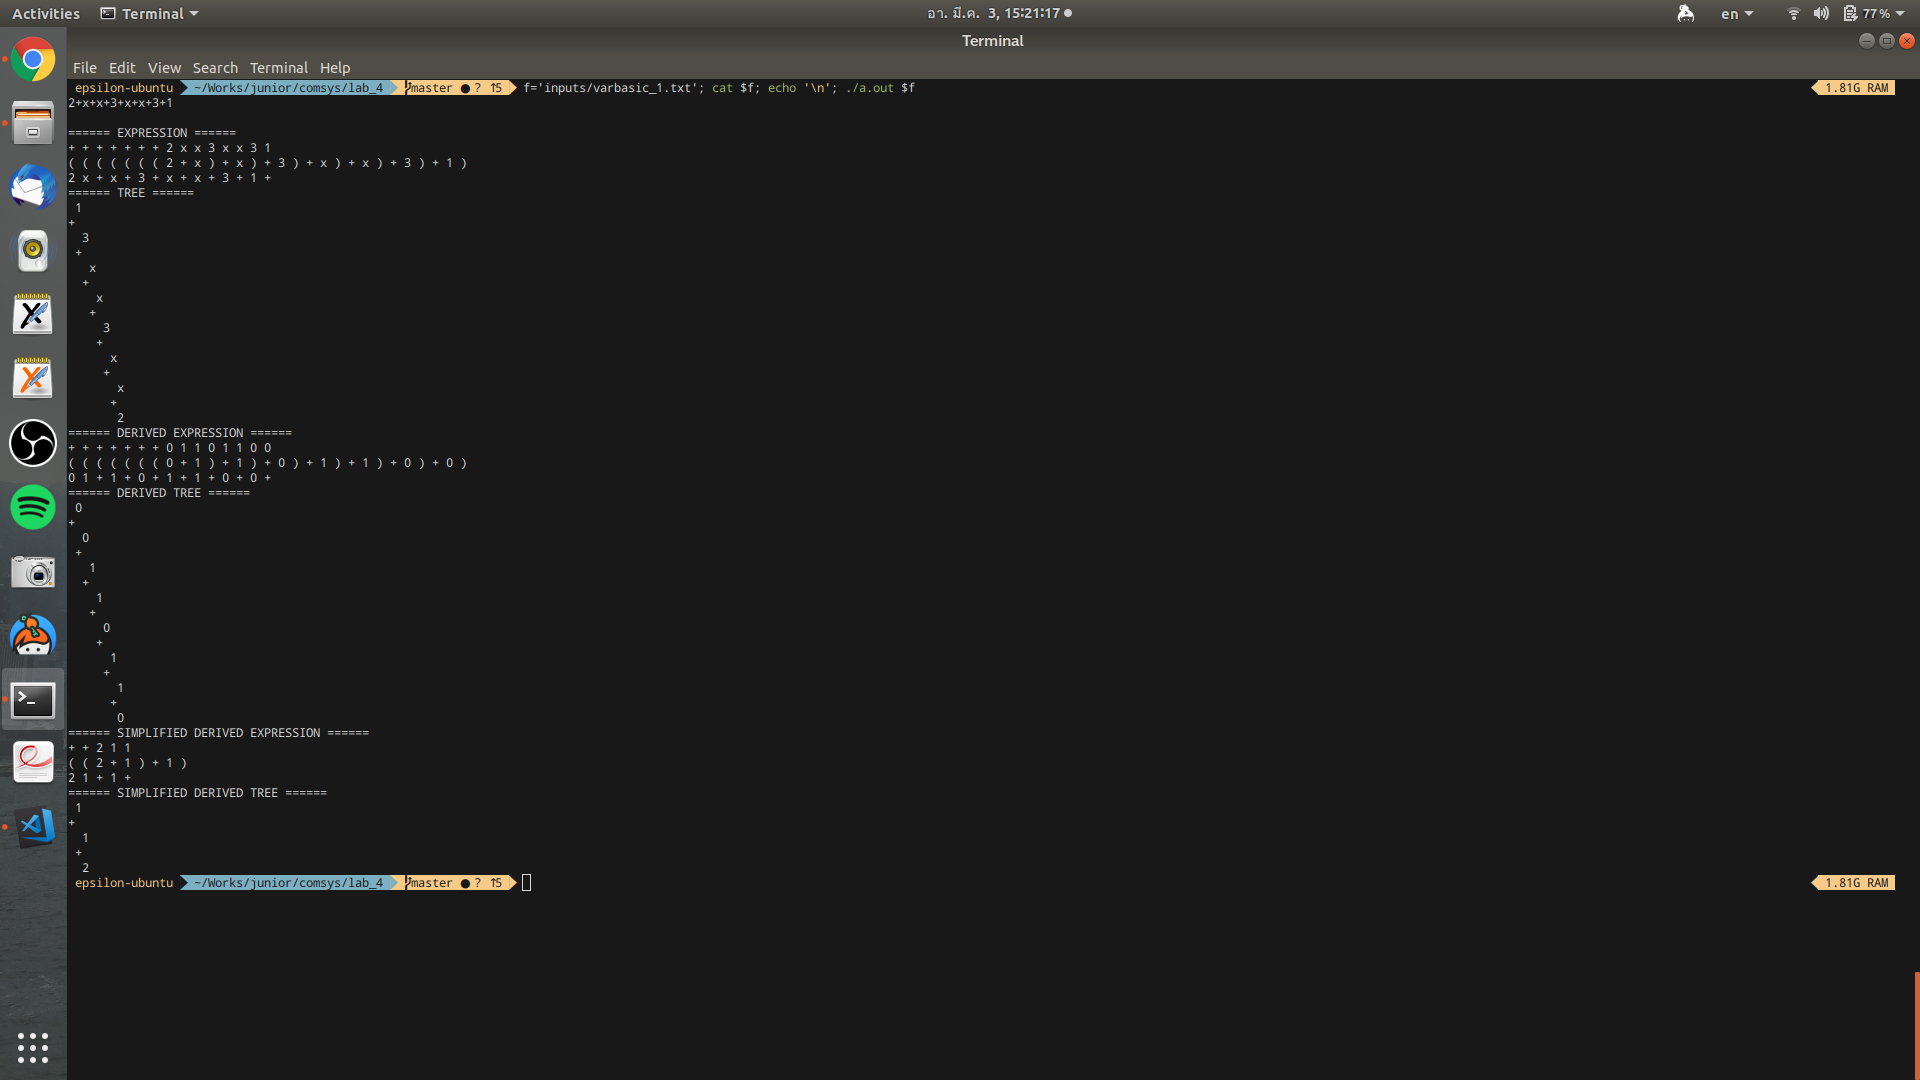 Activities Terminal อา. มี.ค. 3, 15:21:17 en 77%
Terminal
File Edit View Search Terminal Help
epsilon-ubuntu ~/Works/junior/comsys/lab_4 master ● ? ↑5 f='inputs/varbasic_1.txt'; cat $f; echo '\n'; ./a.out $f 1.81G RAM
2+x+x+3+x+x+3+1
====== EXPRESSION ======
+ + + + + + + 2 x x 3 x x 3 1
( ( ( ( ( ( ( 2 + x ) + x ) + 3 ) + x ) + x ) + 3 ) + 1 )
2 x + x + 3 + x + x + 3 + 1 +
====== TREE ======
1
+
3
+
x
+
x
+
3
+
x
+
x
+
2
====== DERIVED EXPRESSION ======
+ + + + + + + 0 1 1 0 1 1 0 0
( ( ( ( ( ( ( 0 + 1 ) + 1 ) + 0 ) + 1 ) + 1 ) + 0 ) + 0 )
0 1 + 1 + 0 + 1 + 1 + 0 + 0 +
====== DERIVED TREE ======
0
+
0
+
1
+
1
+
0
+
1
+
1
+
0
====== SIMPLIFIED DERIVED EXPRESSION ======
+ + 2 1 1
( ( 2 + 1 ) + 1 )
2 1 + 1 +
====== SIMPLIFIED DERIVED TREE ======
1
+
1
+
2
epsilon-ubuntu ~/Works/junior/comsys/lab_4 master ● ? ↑5 1.81G RAM